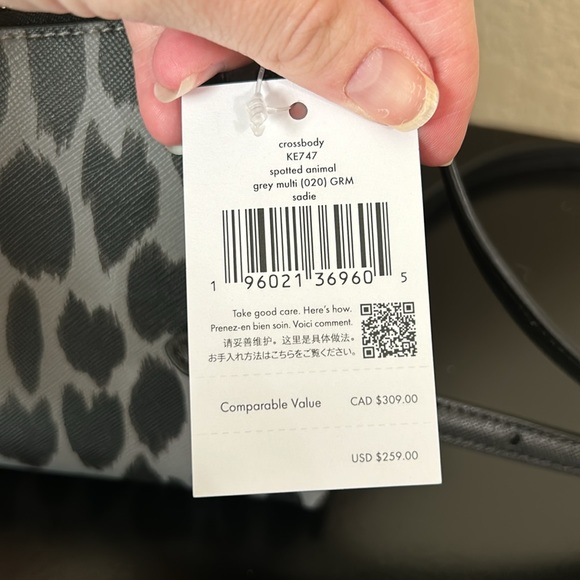 crossbody
KE747
spotted animal
grey multi (020) GRM
sadie
1 96021 36960 5
Take good care. Here's how.
Prenez-en bien soin. Voici comment.
请妥善维护。这里是具体做法。
お手入れ方法はこちらをご覧ください。
Comparable Value CAD $309.00
USD $259.00